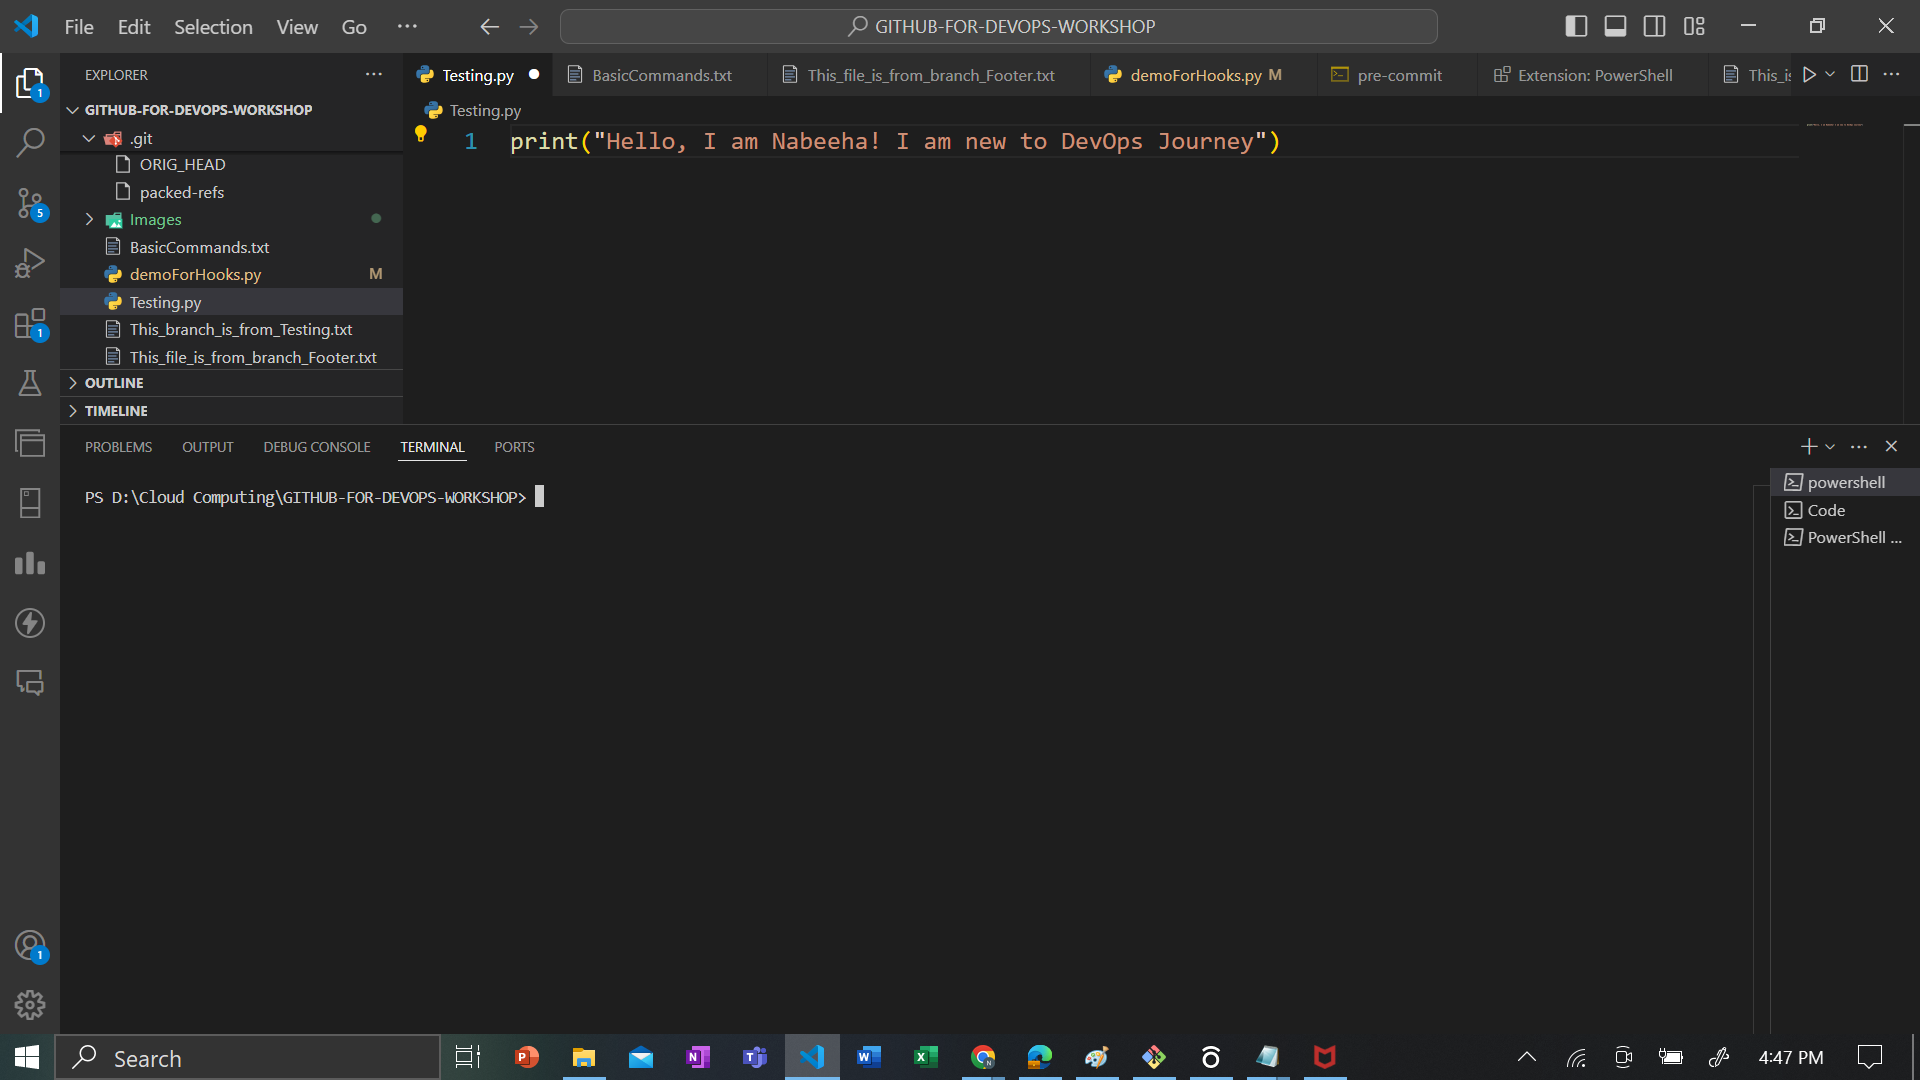 File Edit Selection View Go
GITHUB-FOR-DEVOPS-WORKSHOP
EXPLORER
GITHUB-FOR-DEVOPS-WORKSHOP
.git
ORIG_HEAD
packed-refs
Images
BasicCommands.txt
demoForHooks.py M
Testing.py
This_branch_is_from_Testing.txt
This_file_is_from_branch_Footer.txt
OUTLINE
TIMELINE
1
5
1
1
Testing.py BasicCommands.txt This_file_is_from_branch_Footer.txt demoForHooks.py M pre-commit Extension: PowerShell This_is
Testing.py
1 print("Hello, I am Nabeeha! I am new to DevOps Journey")
PROBLEMS OUTPUT DEBUG CONSOLE TERMINAL PORTS
PS D:\Cloud Computing\GITHUB-FOR-DEVOPS-WORKSHOP>
powershell
Code
PowerShell ...
Search
4:47 PM